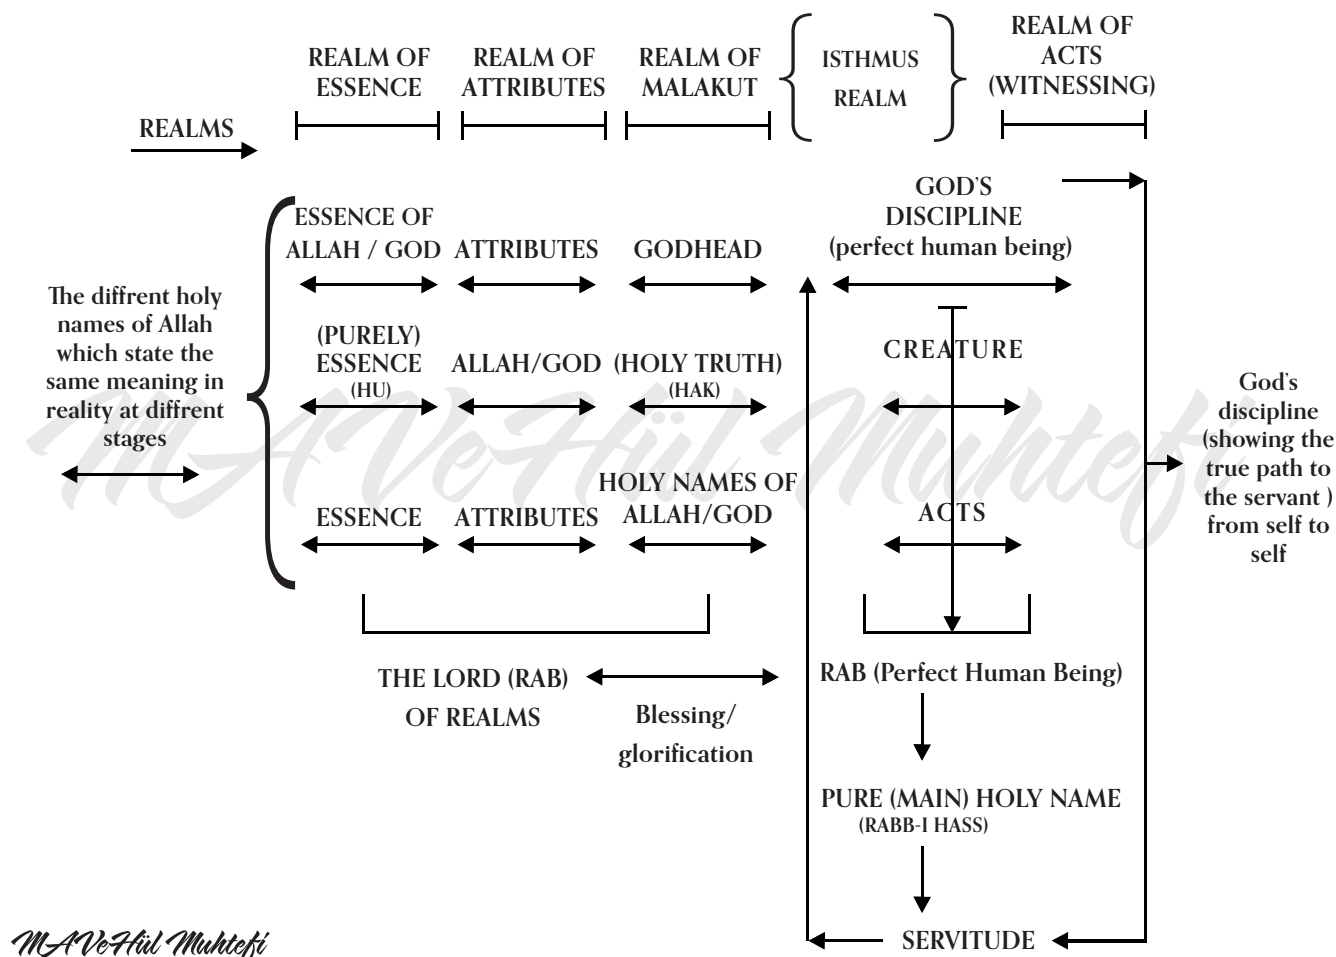 REALM OF
ESSENCE
REALM OF
ATTRIBUTES
REALM OF
MALAKUT
ISTHMUS
REALM
REALM OF
ACTS
(WITNESSING)
REALMS
ESSENCE OF
ALLAH / GOD
ATTRIBUTES
GODHEAD
GOD'S
DISCIPLINE
(perfect human being)
The diffrent holy
names of Allah
which state the
same meaning in
reality at diffrent
stages
(PURELY)
ESSENCE
(HU)
ALLAH/GOD
(HOLY TRUTH)
(HAK)
CREATURE
God's
discipline
(showing the
true path to
the servant )
from self to
self
ESSENCE
ATTRIBUTES
HOLY NAMES OF
ALLAH/GOD
ACTS
MAVeHül Muhtefi
THE LORD (RAB)
OF REALMS
Blessing/
glorification
RAB (Perfect Human Being)
PURE (MAIN) HOLY NAME
(RABB-I HASS)
SERVITUDE
MAVeHül Muhtefi